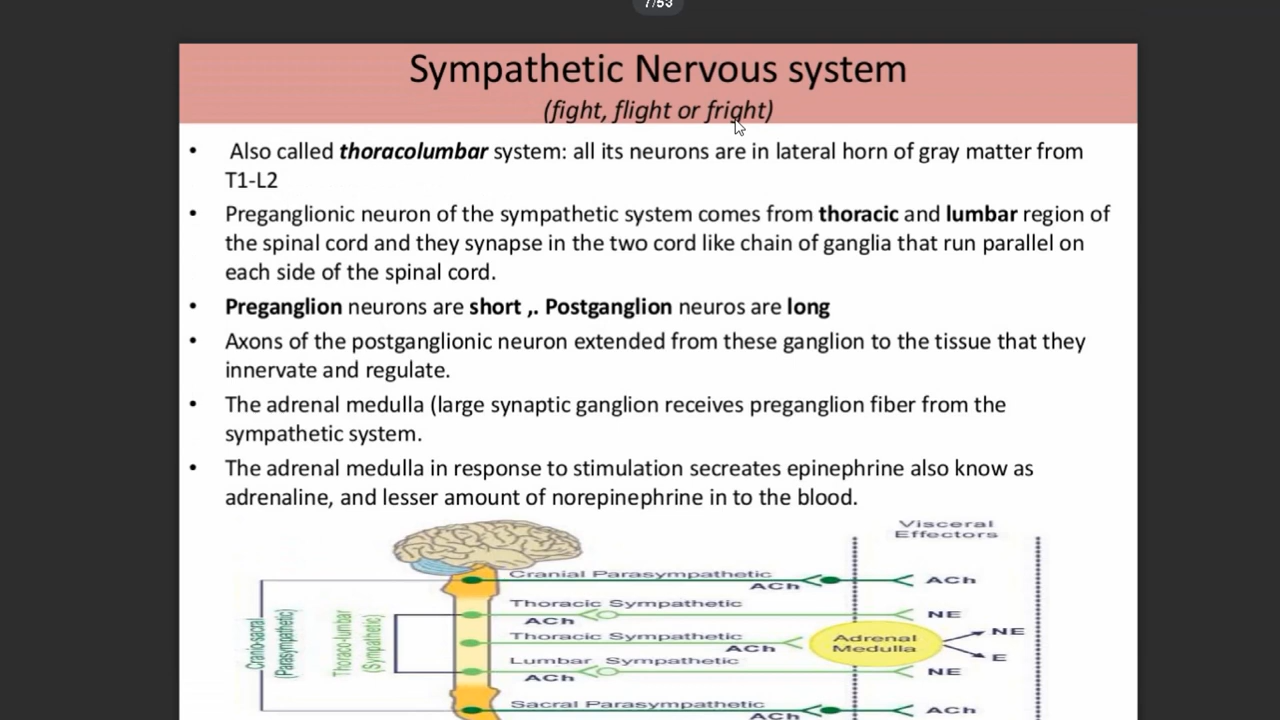 7/53
Sympathetic Nervous system
(fight, flight or fright)
• Also called thoracolumbar system: all its neurons are in lateral horn of gray matter from
T1-L2
• Preganglionic neuron of the sympathetic system comes from thoracic and lumbar region of
the spinal cord and they synapse in the two cord like chain of ganglia that run parallel on
each side of the spinal cord.
• Preganglion neurons are short ,. Postganglion neuros are long
• Axons of the postganglionic neuron extended from these ganglion to the tissue that they
innervate and regulate.
• The adrenal medulla (large synaptic ganglion receives preganglion fiber from the
sympathetic system.
• The adrenal medulla in response to stimulation secreates epinephrine also know as
adrenaline, and lesser amount of norepinephrine in to the blood.
Visceral
Effectors
Cranial Parasympathetic
ACh
ACh
Thoracic Sympathetic
ACh
NE
Thoracic Sympathetic
ACh
Adrenal
Medulla
NE
E
Lumbar Sympathetic
ACh
NE
Sacral Parasympathetic
ACh
ACh
Cranio-sacral
(Parasympathetic)
Thoraco-lumbar
(Sympathetic)